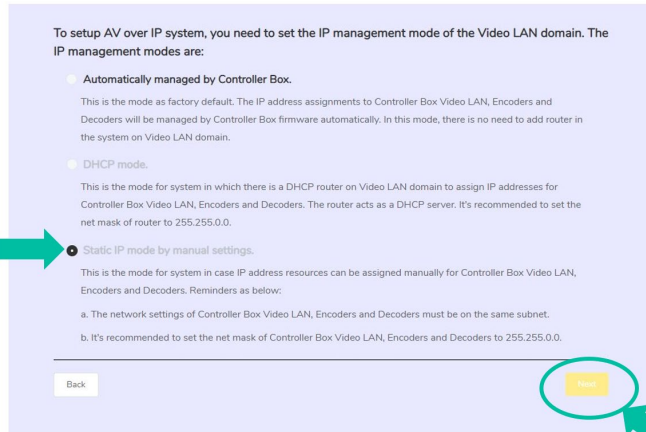 To setup AV over IP system, you need to set the IP management mode of the Video LAN domain. The
IP management modes are:
Automatically managed by Controller Box.
This is the mode as factory default. The IP address assignments to Controller Box Video LAN, Encoders and
Decoders will be managed by Controller Box firmware automatically. In this mode, there is no need to add router in
the system on Video LAN domain.
DHCP mode.
This is the mode for system in which there is a DHCP router on Video LAN domain to assign IP addresses for
Controller Box Video LAN, Encoders and Decoders. The router acts as a DHCP server. It's recommended to set the
net mask of router to 255.255.0.0.
Static IP mode by manual settings.
This is the mode for system in case IP address resources can be assigned manually for Controller Box Video LAN,
Encoders and Decoders. Reminders as below:
a. The network settings of Controller Box Video LAN, Encoders and Decoders must be on the same subnet.
b. It's recommended to set the net mask of Controller Box Video LAN, Encoders and Decoders to 255.255.0.0.
Back
Next